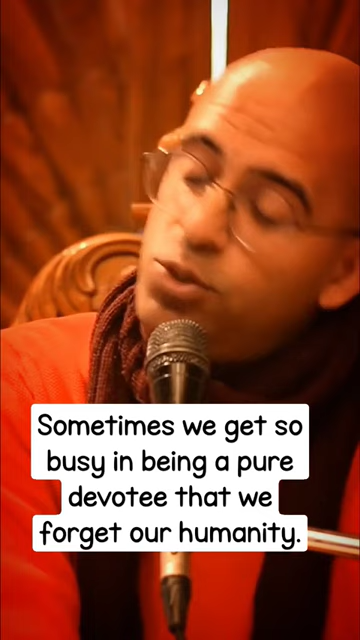 Sometimes we get so
busy in being a pure
devotee that we
forget our humanity.